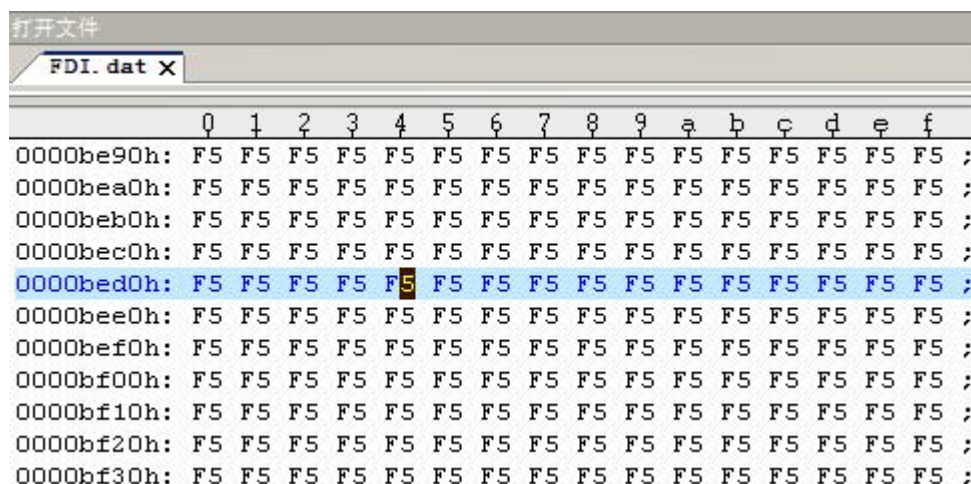 打开文件
FDI.dat X
0 1 2 3 4 5 6 7 8 9 a b c d e f
0000be90h: F5 F5 F5 F5 F5 F5 F5 F5 F5 F5 F5 F5 F5 F5 F5 F5 ;
0000bea0h: F5 F5 F5 F5 F5 F5 F5 F5 F5 F5 F5 F5 F5 F5 F5 F5 ;
0000beb0h: F5 F5 F5 F5 F5 F5 F5 F5 F5 F5 F5 F5 F5 F5 F5 F5 ;
0000bec0h: F5 F5 F5 F5 F5 F5 F5 F5 F5 F5 F5 F5 F5 F5 F5 F5 ;
0000bed0h: F5 F5 F5 F5 F5 F5 F5 F5 F5 F5 F5 F5 F5 F5 F5 F5 ;
0000bee0h: F5 F5 F5 F5 F5 F5 F5 F5 F5 F5 F5 F5 F5 F5 F5 F5 ;
0000bef0h: F5 F5 F5 F5 F5 F5 F5 F5 F5 F5 F5 F5 F5 F5 F5 F5 ;
0000bf00h: F5 F5 F5 F5 F5 F5 F5 F5 F5 F5 F5 F5 F5 F5 F5 F5 ;
0000bf10h: F5 F5 F5 F5 F5 F5 F5 F5 F5 F5 F5 F5 F5 F5 F5 F5 ;
0000bf20h: F5 F5 F5 F5 F5 F5 F5 F5 F5 F5 F5 F5 F5 F5 F5 F5 ;
0000bf30h: F5 F5 F5 F5 F5 F5 F5 F5 F5 F5 F5 F5 F5 F5 F5 F5 ;